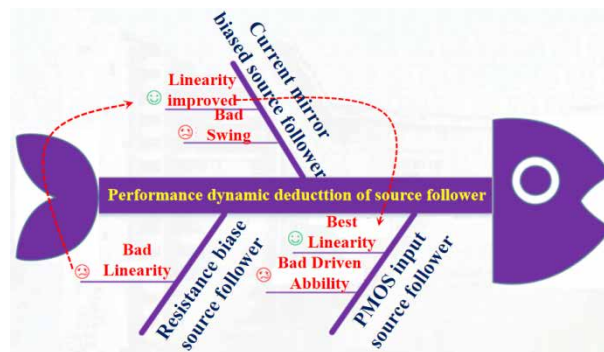 Current mirror
biased source follower
Linearity
improved
Bad
Swing
Performance dynamic deducttion of source follower
Bad
Linearity
Resistance biase
source follower
Best
Linearity
Bad Driven
Abbility
PMOS input
source follower